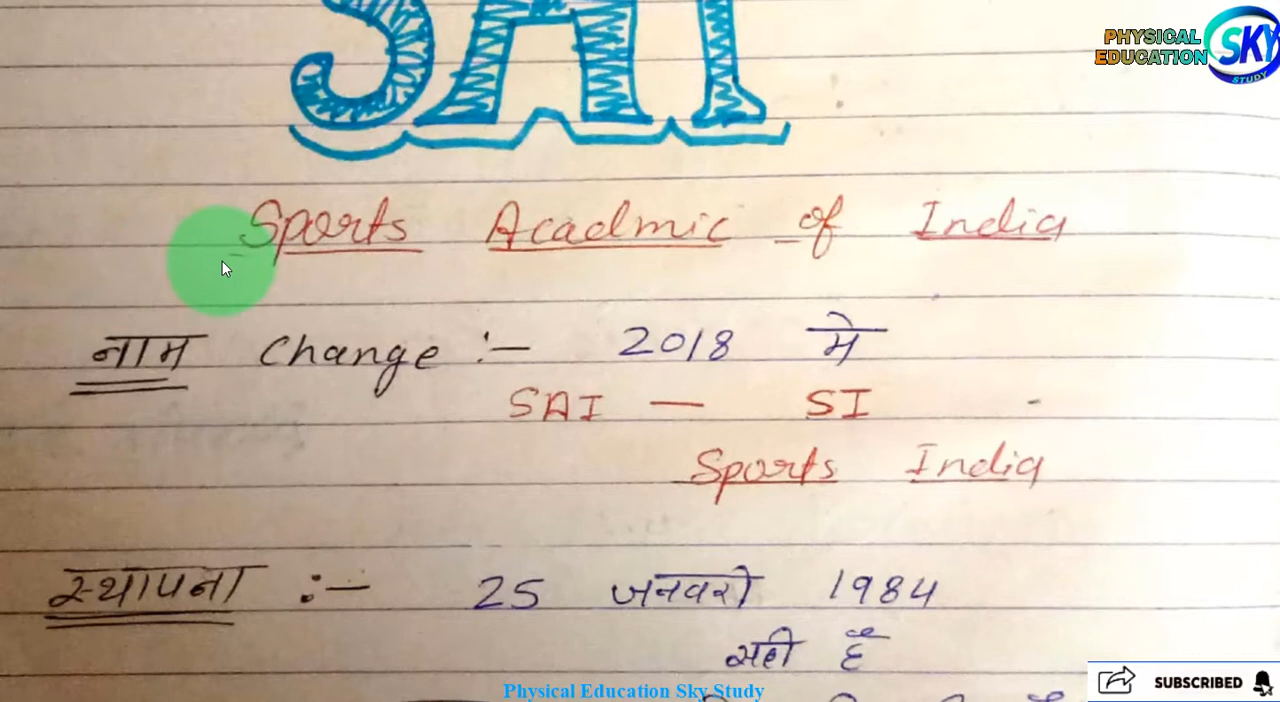 SAI
PHYSICAL
EDUCATION
SKY
STUDY
Sports Acadmic of India
नाम Change :- 2018 मे
SAI — SI
Sports India
स्थापना :- 25 जनवरी 1984
सही है
Physical Education Sky Study
SUBSCRIBED